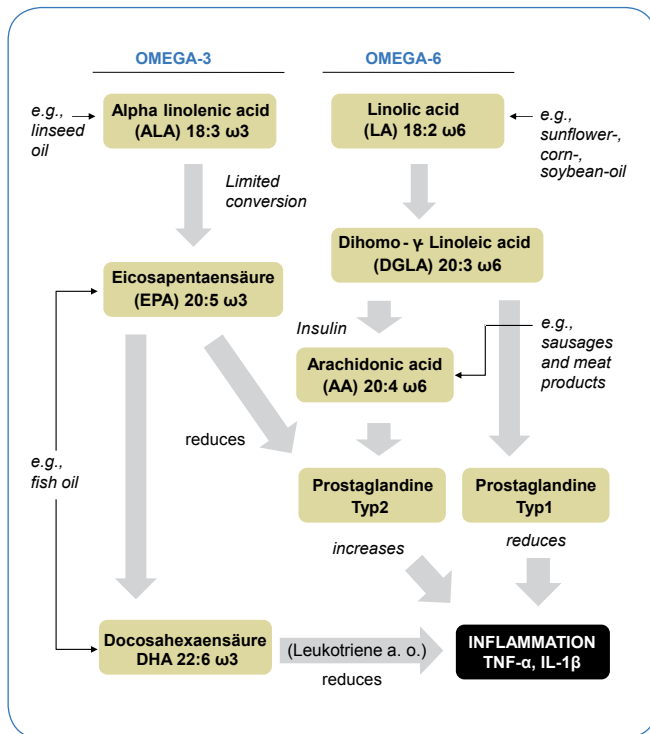 OMEGA-3
OMEGA-6
e.g.,
linseed
oil
Alpha linolenic acid
(ALA) 18:3 ω3
Linolic acid
(LA) 18:2 ω6
e.g.,
sunflower-,
corn-,
soybean-oil
Limited
conversion
Dihomo - γ- Linoleic acid
(DGLA) 20:3 ω6
Eicosapentaensäure
(EPA) 20:5 ω3
Insulin
e.g.,
sausages
and meat
products
Arachidonic acid
(AA) 20:4 ω6
reduces
e.g.,
fish oil
Prostaglandine
Typ2
Prostaglandine
Typ1
increases
reduces
Docosahexaensäure
DHA 22:6 ω3
(Leukotriene a. o.)
reduces
INFLAMMATION
TNF-α, IL-1β